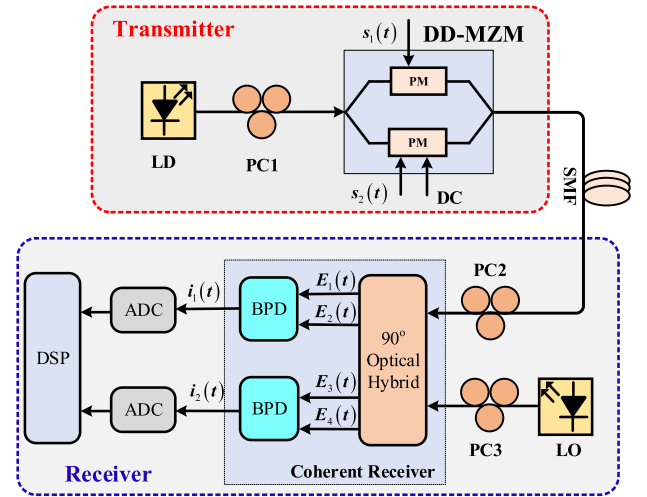 Transmitter
s₁(t)
DD-MZM
PM
LD
PC1
PM
s₂(t)
DC
SMF
PC2
i₁(t)
E₁(t)
ADC
BPD
E₂(t)
90°
Optical
Hybrid
DSP
i₂(t)
E₃(t)
ADC
BPD
E₄(t)
PC3
LO
Receiver
Coherent Receiver